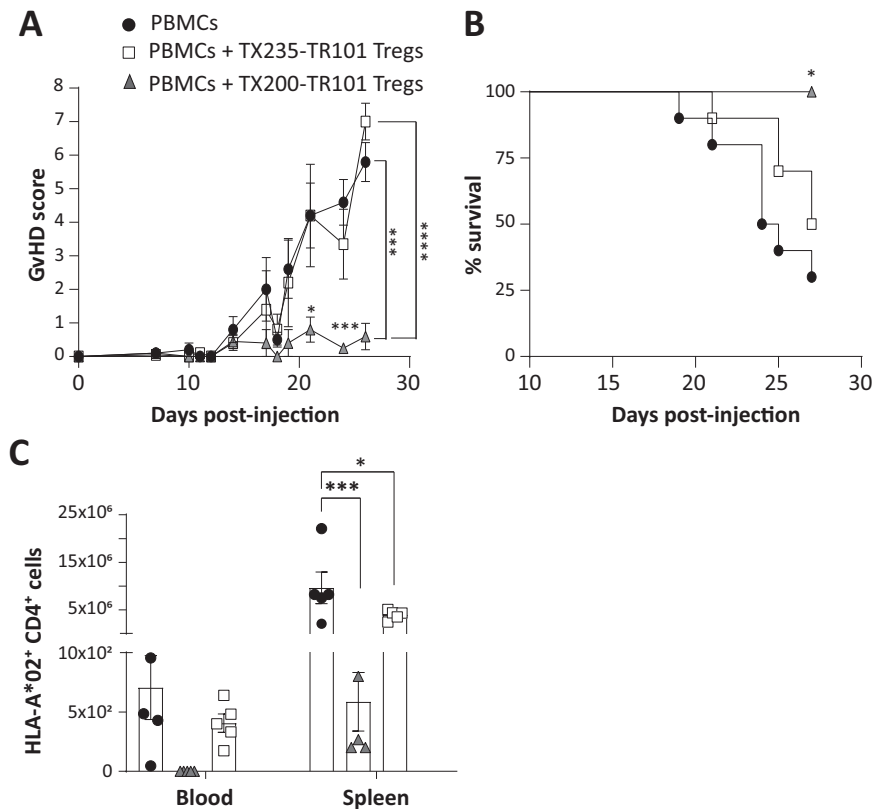 A
PBMCs
PBMCs + TX235-TR101 Tregs
PBMCs + TX200-TR101 Tregs
8
7
6
5
4
3
2
1
0
GvHD score
***
****
*
***
0
10
20
30
Days post-injection
B
*
100
75
50
25
0
% survival
10
15
20
25
30
Days post-injection
C
*
***
25x10⁶
15x10⁶
5x10⁶
10x10²
5x10²
0
HLA-A*02⁺ CD4⁺ cells
Blood
Spleen